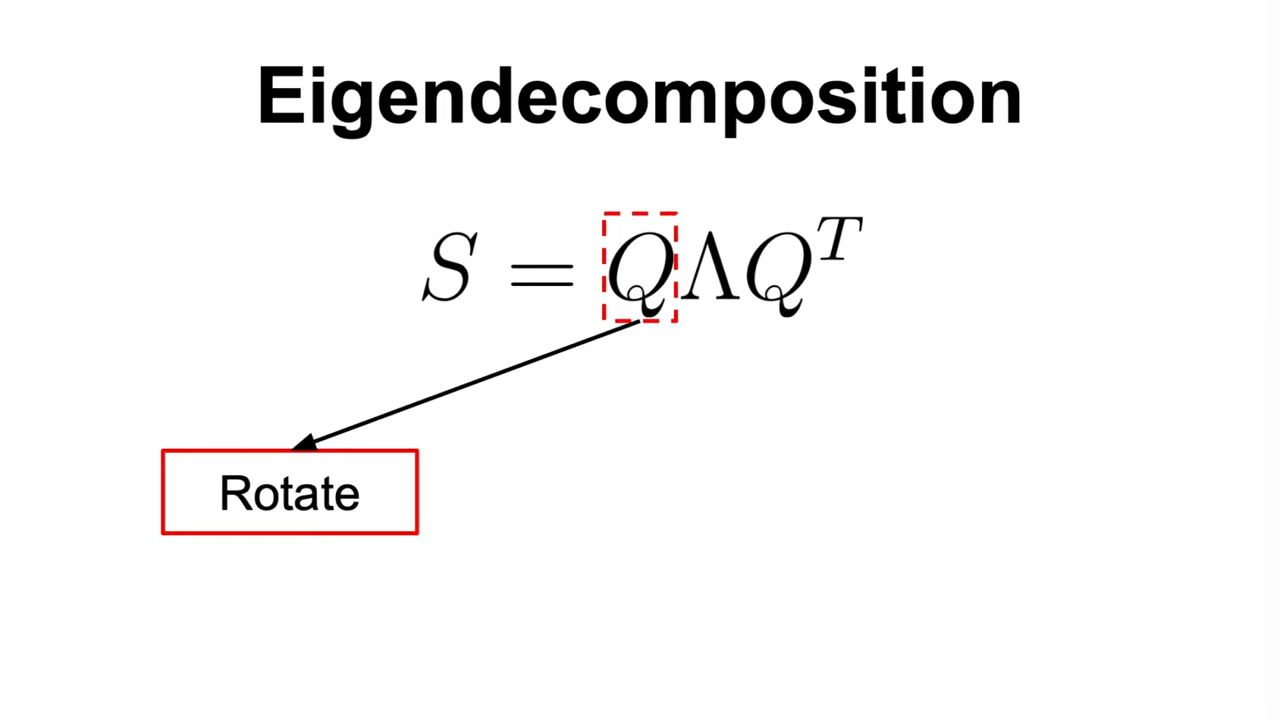 Eigendecomposition
S = QΛQ^T
Rotate